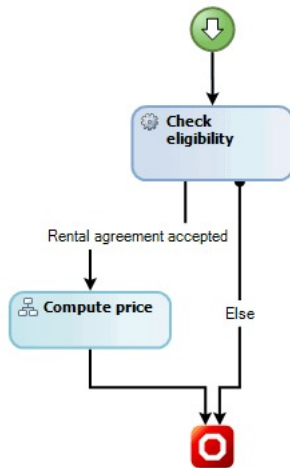 Check
eligibility
Rental agreement accepted
Compute price
Else